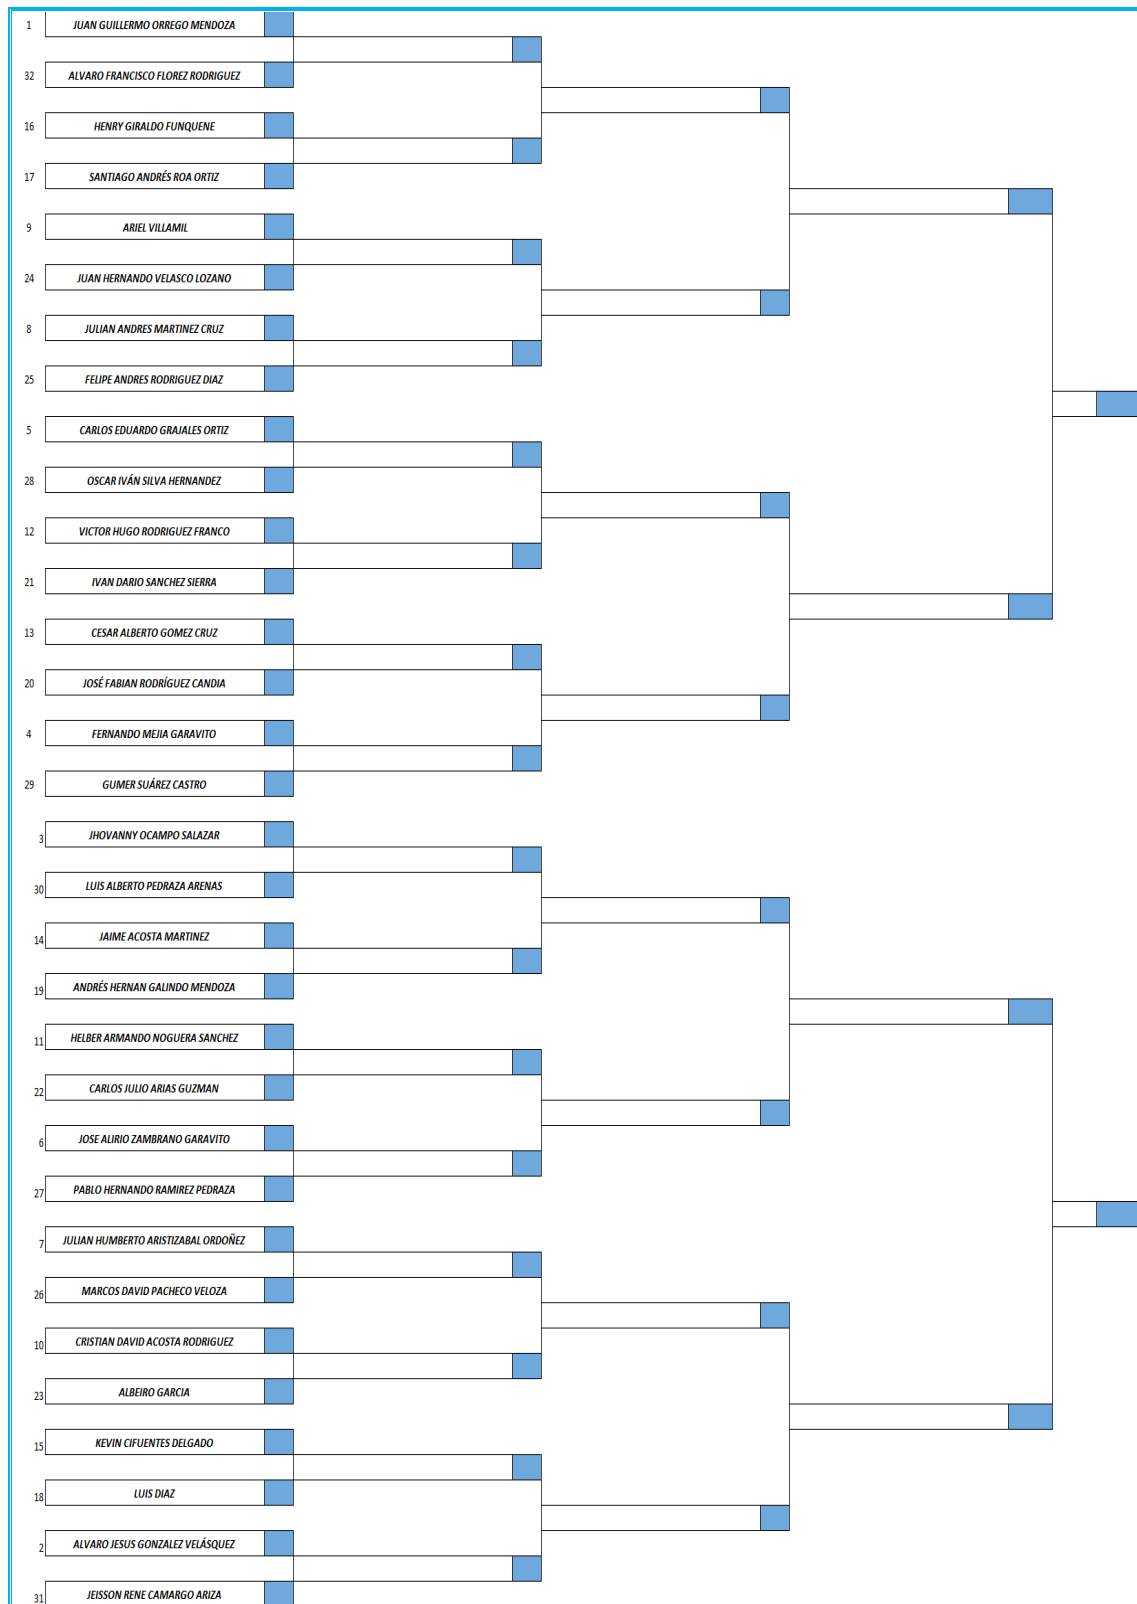 1 JUAN GUILLERMO ORREGO MENDOZA
32 ALVARO FRANCISCO FLOREZ RODRIGUEZ
16 HENRY GIRALDO FUNQUENE
17 SANTIAGO ANDRÉS ROA ORTIZ
9 ARIEL VILLAMIL
24 JUAN HERNANDO VELASCO LOZANO
8 JULIAN ANDRES MARTINEZ CRUZ
25 FELIPE ANDRES RODRIGUEZ DIAZ
5 CARLOS EDUARDO GRAJALES ORTIZ
28 OSCAR IVÁN SILVA HERNANDEZ
12 VICTOR HUGO RODRIGUEZ FRANCO
21 IVAN DARIO SANCHEZ SIERRA
13 CESAR ALBERTO GOMEZ CRUZ
20 JOSÉ FABIAN RODRÍGUEZ CANDIA
4 FERNANDO MEJIA GARAVITO
29 GUMER SUÁREZ CASTRO
3 JHOVANNY OCAMPO SALAZAR
30 LUIS ALBERTO PEDRAZA ARENAS
14 JAIME ACOSTA MARTINEZ
19 ANDRÉS HERNAN GALINDO MENDOZA
11 HELBER ARMANDO NOGUERA SANCHEZ
22 CARLOS JULIO ARIAS GUZMAN
6 JOSE ALIRIO ZAMBRANO GARAVITO
27 PABLO HERNANDO RAMIREZ PEDRAZA
7 JULIAN HUMBERTO ARISTIZABAL ORDOÑEZ
26 MARCOS DAVID PACHECO VELOZA
10 CRISTIAN DAVID ACOSTA RODRIGUEZ
23 ALBEIRO GARCIA
15 KEVIN CIFUENTES DELGADO
18 LUIS DIAZ
2 ALVARO JESUS GONZALEZ VELÁSQUEZ
31 JEISSON RENE CAMARGO ARIZA